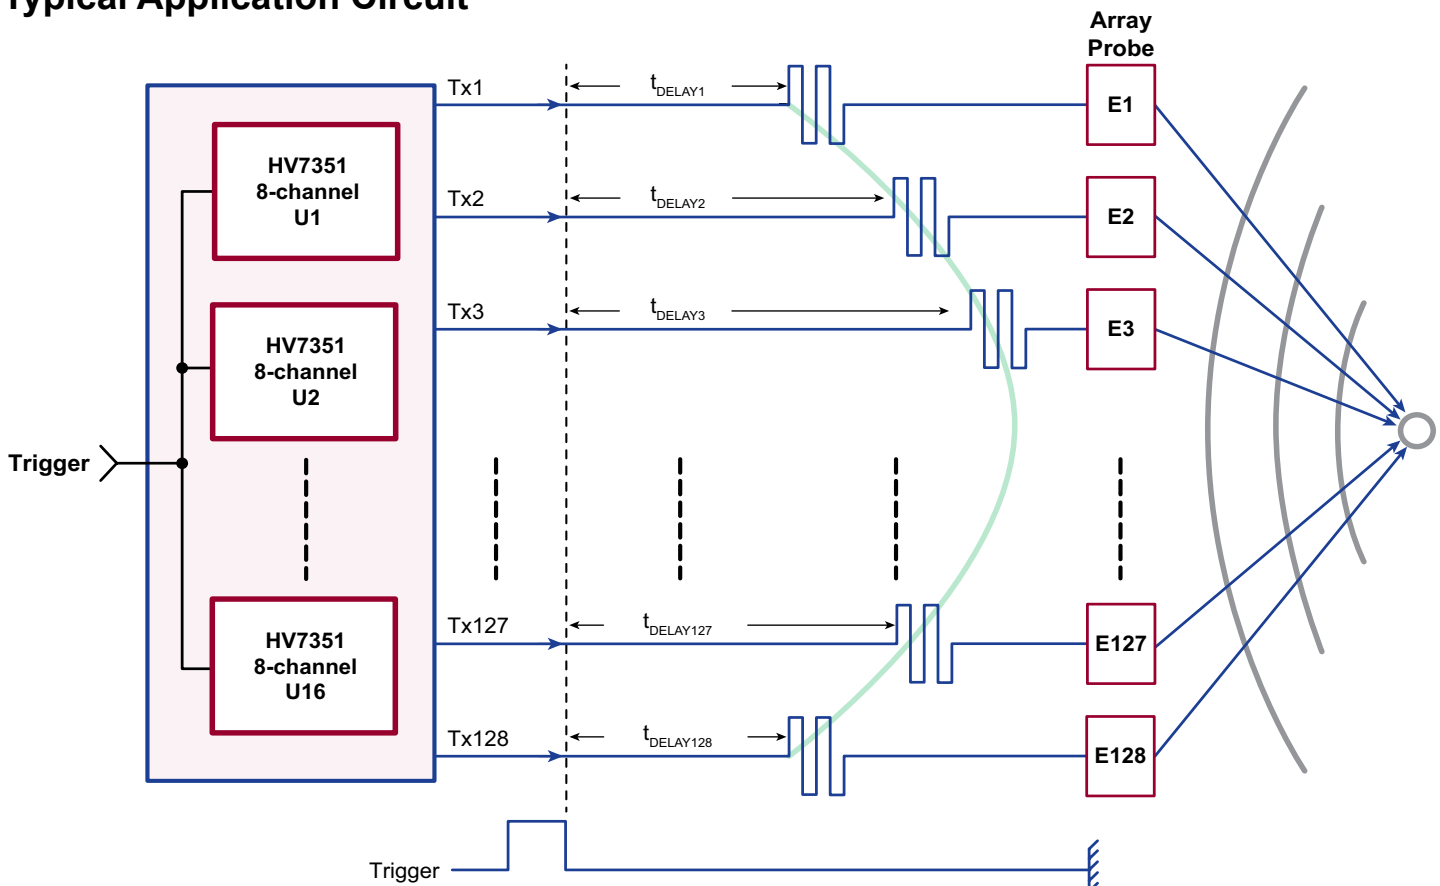 Typical Application Circuit
Array
Probe
Tx1
tDELAY1
E1
HV7351
8-channel
U1
Tx2
tDELAY2
E2
Tx3
tDELAY3
E3
HV7351
8-channel
U2
Trigger
Tx127
tDELAY127
E127
HV7351
8-channel
U16
Tx128
tDELAY128
E128
Trigger